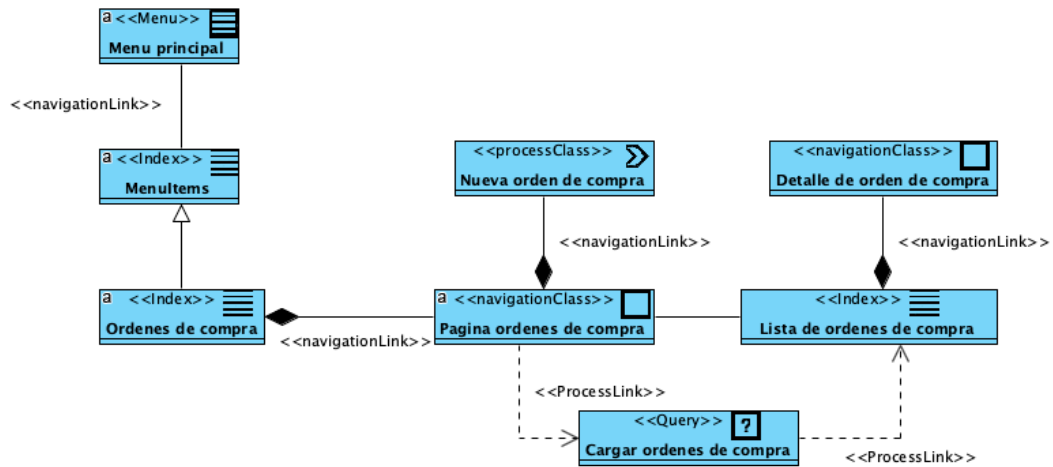 a <<Menu>>
Menu principal
<<navigationLink>>
a <<Index>>
MenuItems
<<processClass>>
Nueva orden de compra
<<navigationClass>>
Detalle de orden de compra
<<navigationLink>>
<<navigationLink>>
a <<Index>>
Ordenes de compra
<<navigationLink>>
a <<navigationClass>>
Pagina ordenes de compra
<<Index>>
Lista de ordenes de compra
<<ProcessLink>>
<<Query>> ?
Cargar ordenes de compra
<<ProcessLink>>